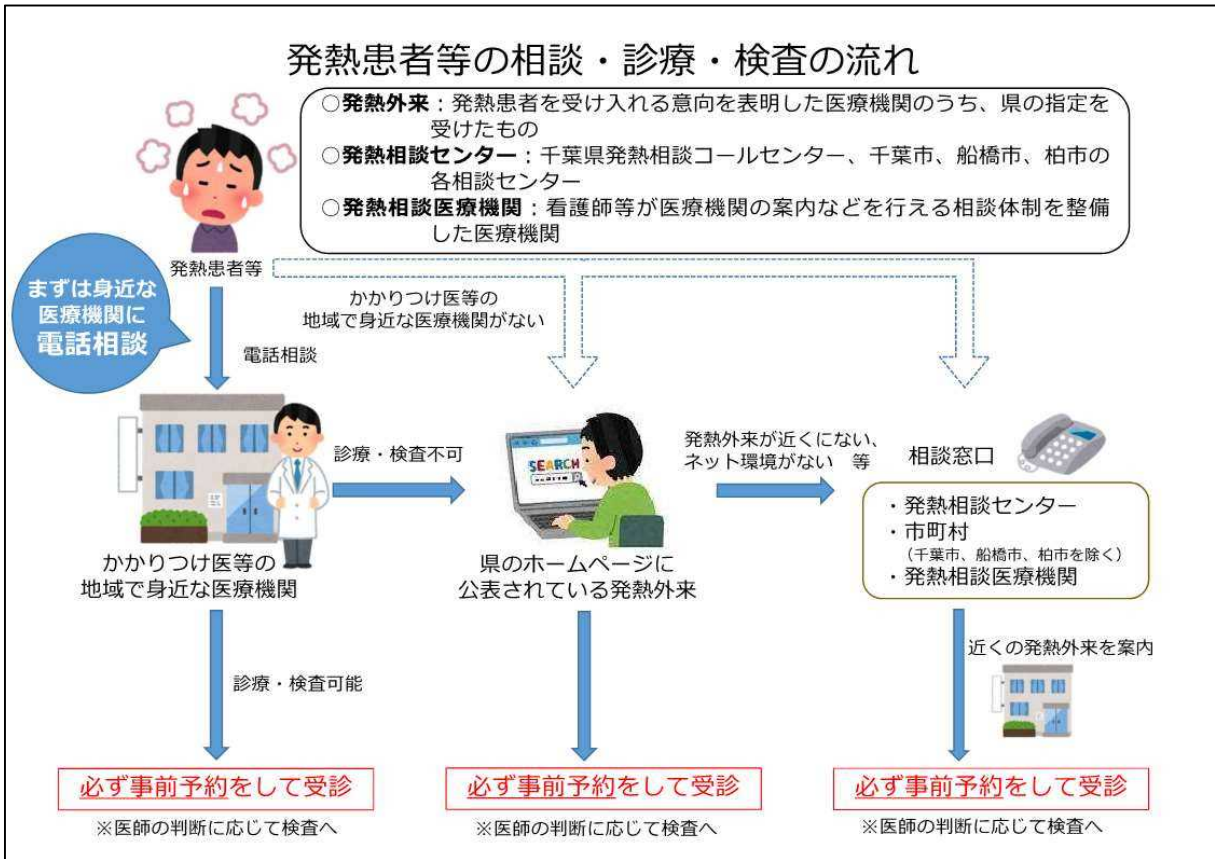 発熱患者等の相談・診療・検査の流れ
○発熱外来：発熱患者を受け入れる意向を表明した医療機関のうち、県の指定を
受けたもの
○発熱相談センター：千葉県発熱相談コールセンター、千葉市、船橋市、柏市の
各相談センター
○発熱相談医療機関：看護師等が医療機関の案内などを行える相談体制を整備
した医療機関
発熱患者等
まずは身近な
医療機関に
電話相談
かかりつけ医等の
地域で身近な医療機関がない
電話相談
診療・検査不可
SEARCH
発熱外来が近くにない、
ネット環境がない　等
相談窓口
・発熱相談センター
・市町村
（千葉市、船橋市、柏市を除く）
・発熱相談医療機関
かかりつけ医等の
地域で身近な医療機関
県のホームページに
公表されている発熱外来
近くの発熱外来を案内
診療・検査可能
必ず事前予約をして受診
※医師の判断に応じて検査へ
必ず事前予約をして受診
※医師の判断に応じて検査へ
必ず事前予約をして受診
※医師の判断に応じて検査へ